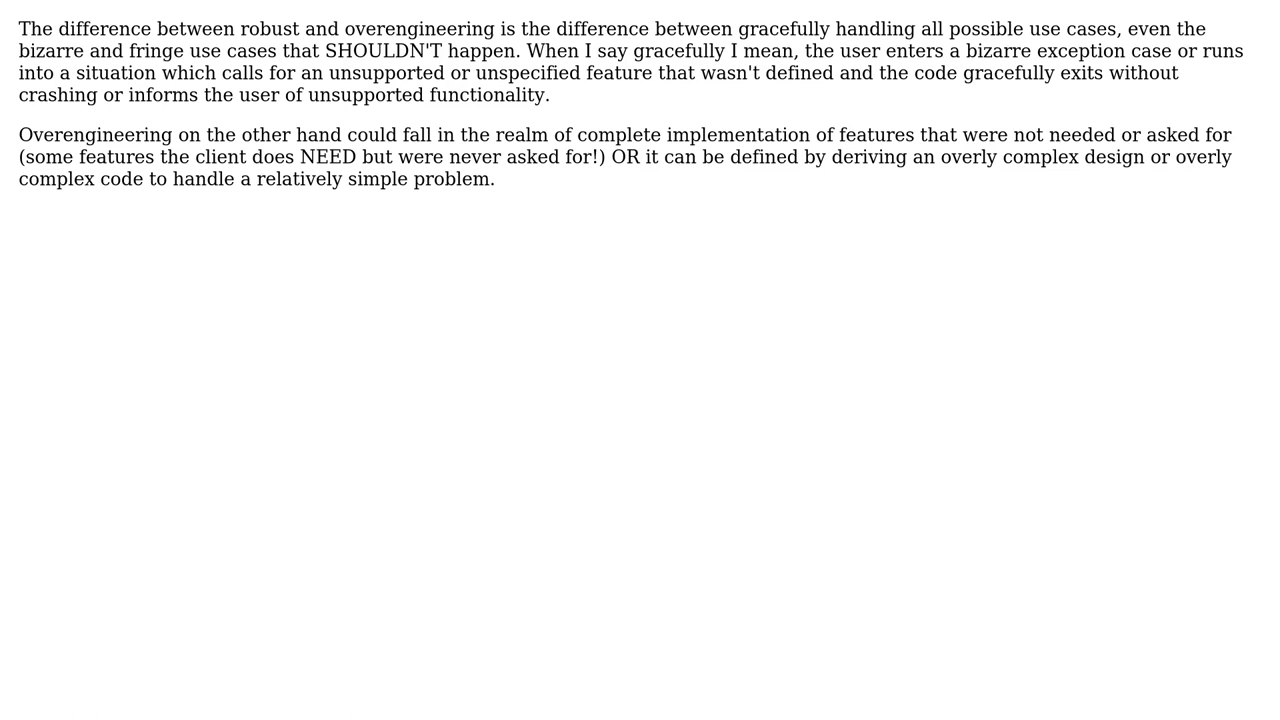 The difference between robust and overengineering is the difference between gracefully handling all possible use cases, even the
bizarre and fringe use cases that SHOULDN'T happen. When I say gracefully I mean, the user enters a bizarre exception case or runs
into a situation which calls for an unsupported or unspecified feature that wasn't defined and the code gracefully exits without
crashing or informs the user of unsupported functionality.
Overengineering on the other hand could fall in the realm of complete implementation of features that were not needed or asked for
(some features the client does NEED but were never asked for!) OR it can be defined by deriving an overly complex design or overly
complex code to handle a relatively simple problem.